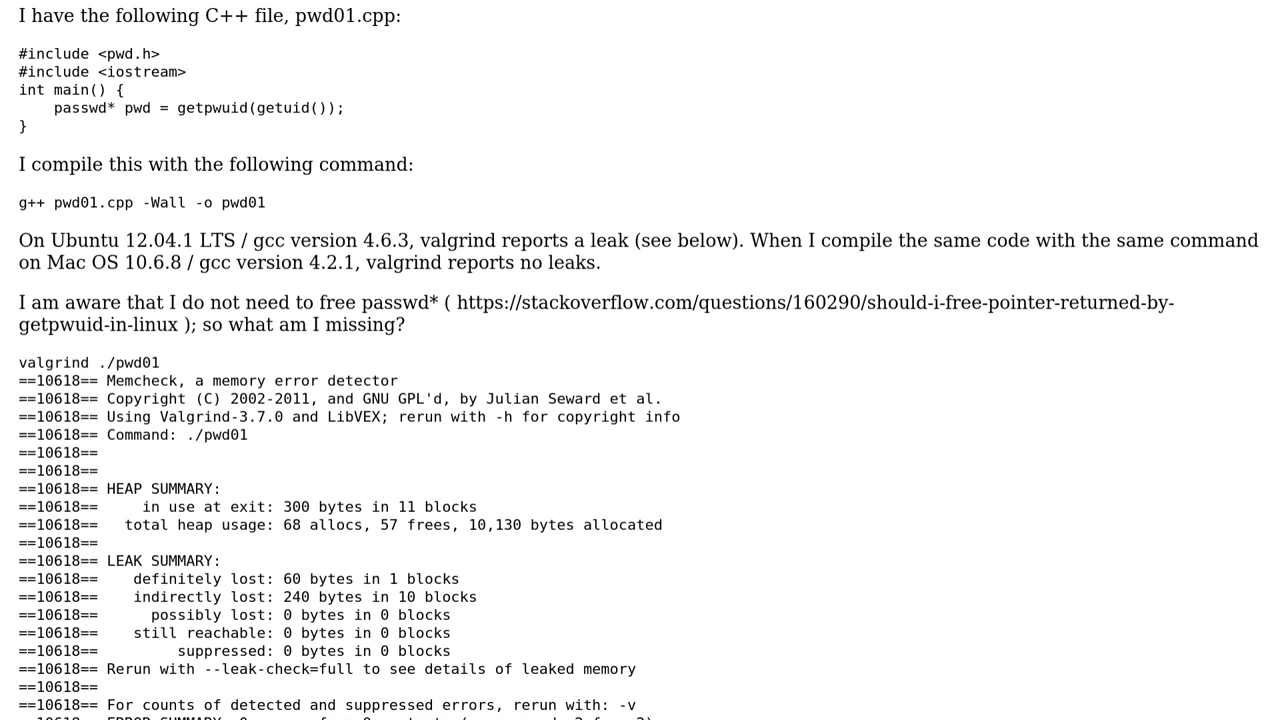 I have the following C++ file, pwd01.cpp:
#include <pwd.h>
#include <iostream>
int main() {
    passwd* pwd = getpwuid(getuid());
}
I compile this with the following command:
g++ pwd01.cpp -Wall -o pwd01
On Ubuntu 12.04.1 LTS / gcc version 4.6.3, valgrind reports a leak (see below). When I compile the same code with the same command
on Mac OS 10.6.8 / gcc version 4.2.1, valgrind reports no leaks.
I am aware that I do not need to free passwd* ( https://stackoverflow.com/questions/160290/should-i-free-pointer-returned-by-
getpwuid-in-linux ); so what am I missing?
valgrind ./pwd01
==10618== Memcheck, a memory error detector
==10618== Copyright (C) 2002-2011, and GNU GPL'd, by Julian Seward et al.
==10618== Using Valgrind-3.7.0 and LibVEX; rerun with -h for copyright info
==10618== Command: ./pwd01
==10618==
==10618==
==10618== HEAP SUMMARY:
==10618==     in use at exit: 300 bytes in 11 blocks
==10618==   total heap usage: 68 allocs, 57 frees, 10,130 bytes allocated
==10618==
==10618== LEAK SUMMARY:
==10618==    definitely lost: 60 bytes in 1 blocks
==10618==    indirectly lost: 240 bytes in 10 blocks
==10618==      possibly lost: 0 bytes in 0 blocks
==10618==    still reachable: 0 bytes in 0 blocks
==10618==         suppressed: 0 bytes in 0 blocks
==10618== Rerun with --leak-check=full to see details of leaked memory
==10618==
==10618== For counts of detected and suppressed errors, rerun with: -v